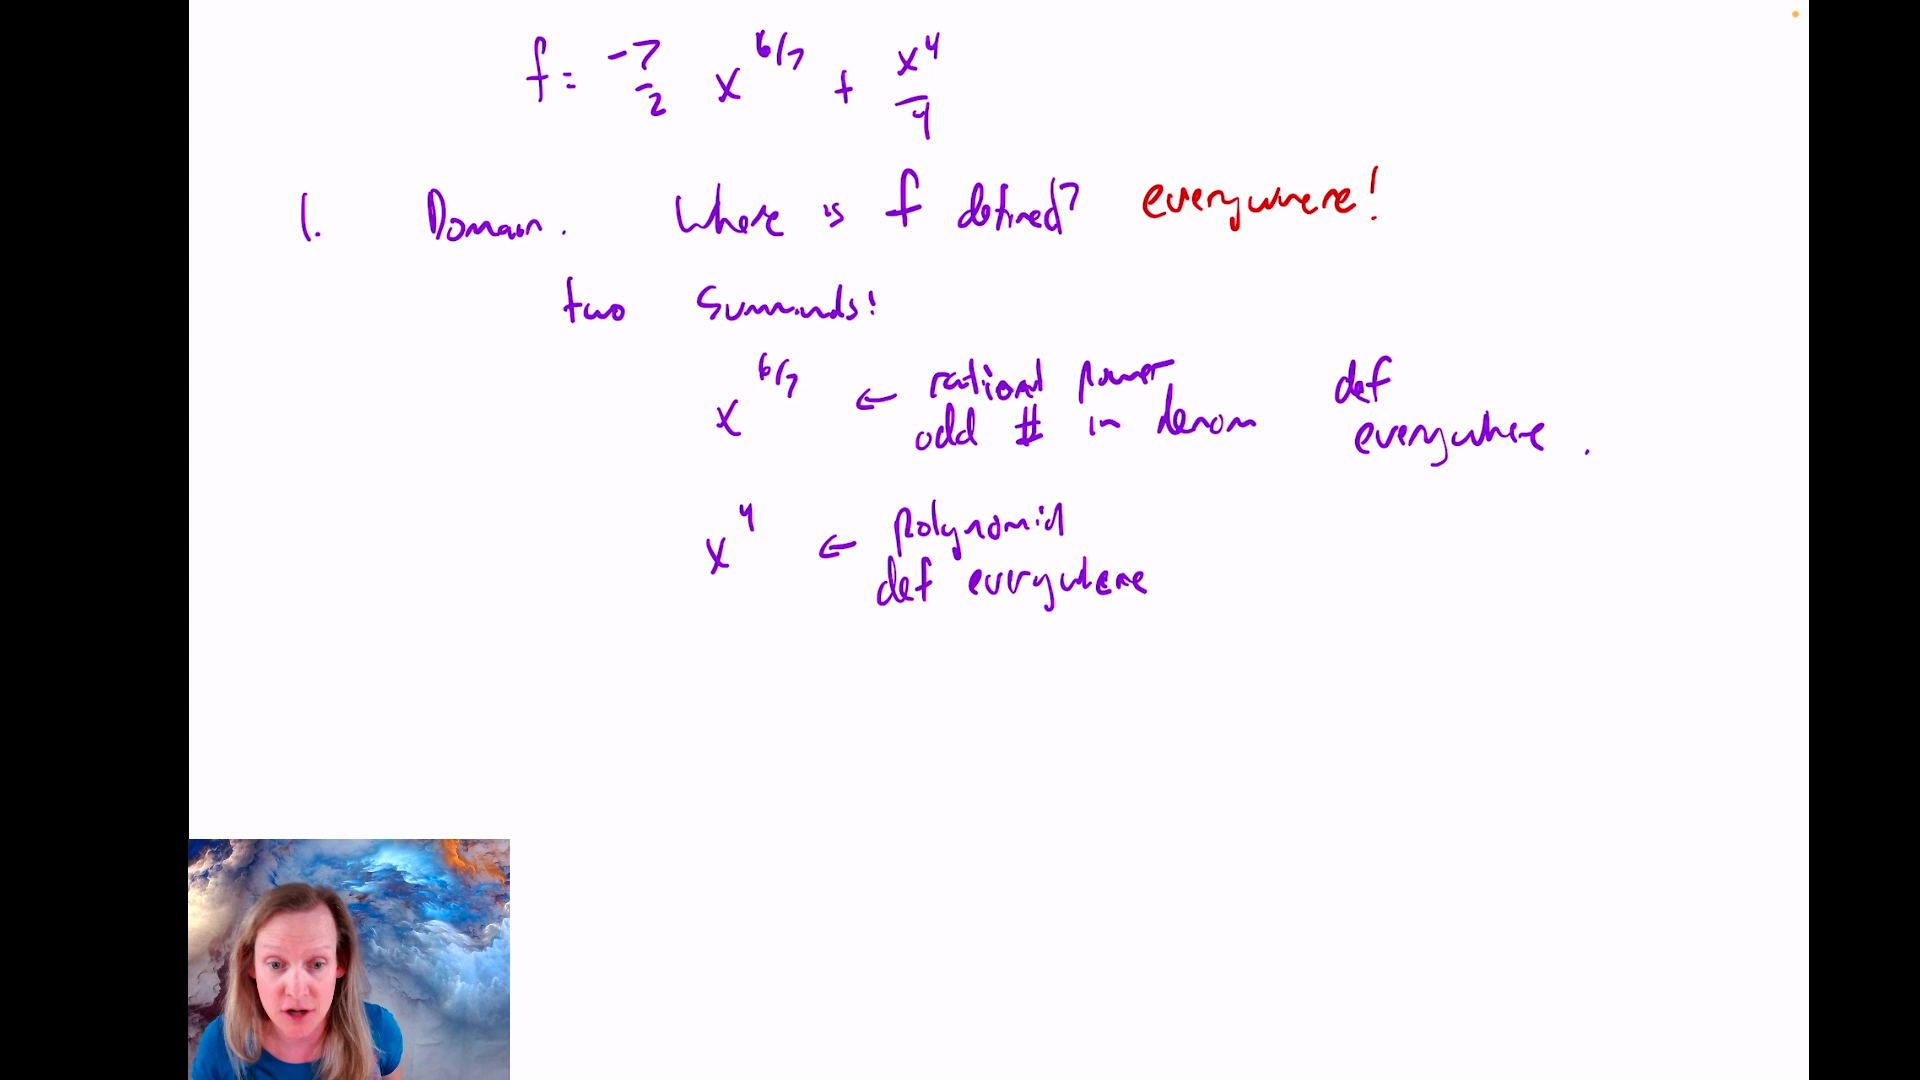 f = -7/2 x^6/7 + x^4/4
1. Domain. Where is f defined? everywhere!
two summands:
x^6/7 ← rational power def
odd # in denom everywhere.
x^4 ← polynomial
def everywhere